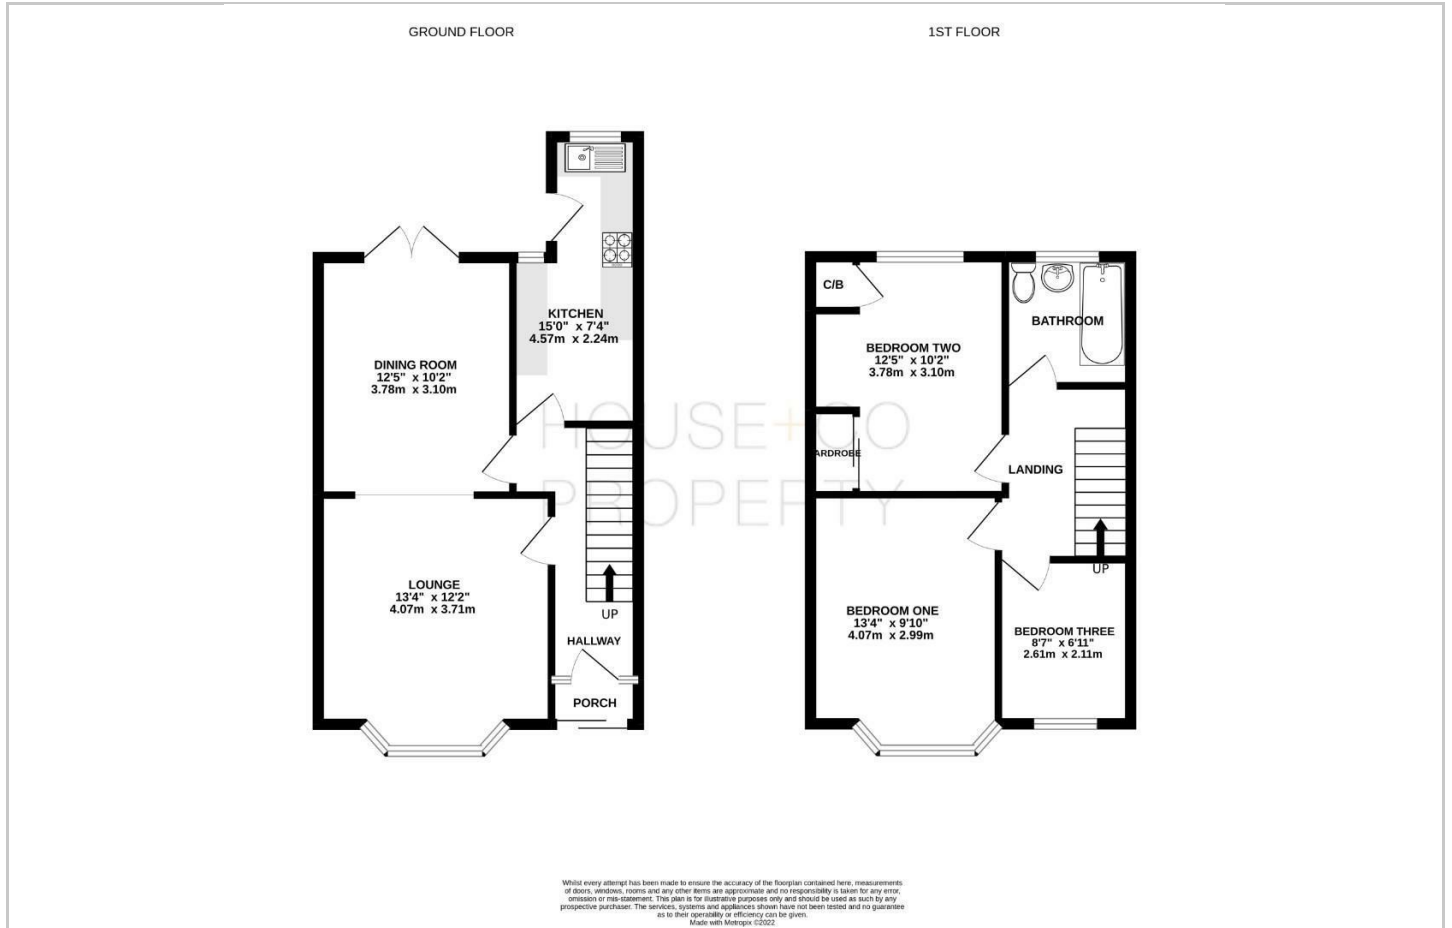 GROUND FLOOR
1ST FLOOR
KITCHEN
15'0" x 7'4"
4.57m x 2.24m
DINING ROOM
12'5" x 10'2"
3.78m x 3.10m
LOUNGE
13'4" x 12'2"
4.07m x 3.71m
UP
HALLWAY
PORCH
C/B
BATHROOM
BEDROOM TWO
12'5" x 10'2"
3.78m x 3.10m
ARDROBE
LANDING
UP
BEDROOM ONE
13'4" x 9'10"
4.07m x 2.99m
BEDROOM THREE
8'7" x 6'11"
2.61m x 2.11m
HOUSE+CO
PROPERTY
Whilst every attempt has been made to ensure the accuracy of the floorplan contained here, measurements
of doors, windows, rooms and any other items are approximate and no responsibility is taken for any error,
omission or mis-statement. This plan is for illustrative purposes only and should be used as such by any
prospective purchaser. The services, systems and appliances shown have not been tested and no guarantee
as to their operability or efficiency can be given.
Made with Metropix ©2022